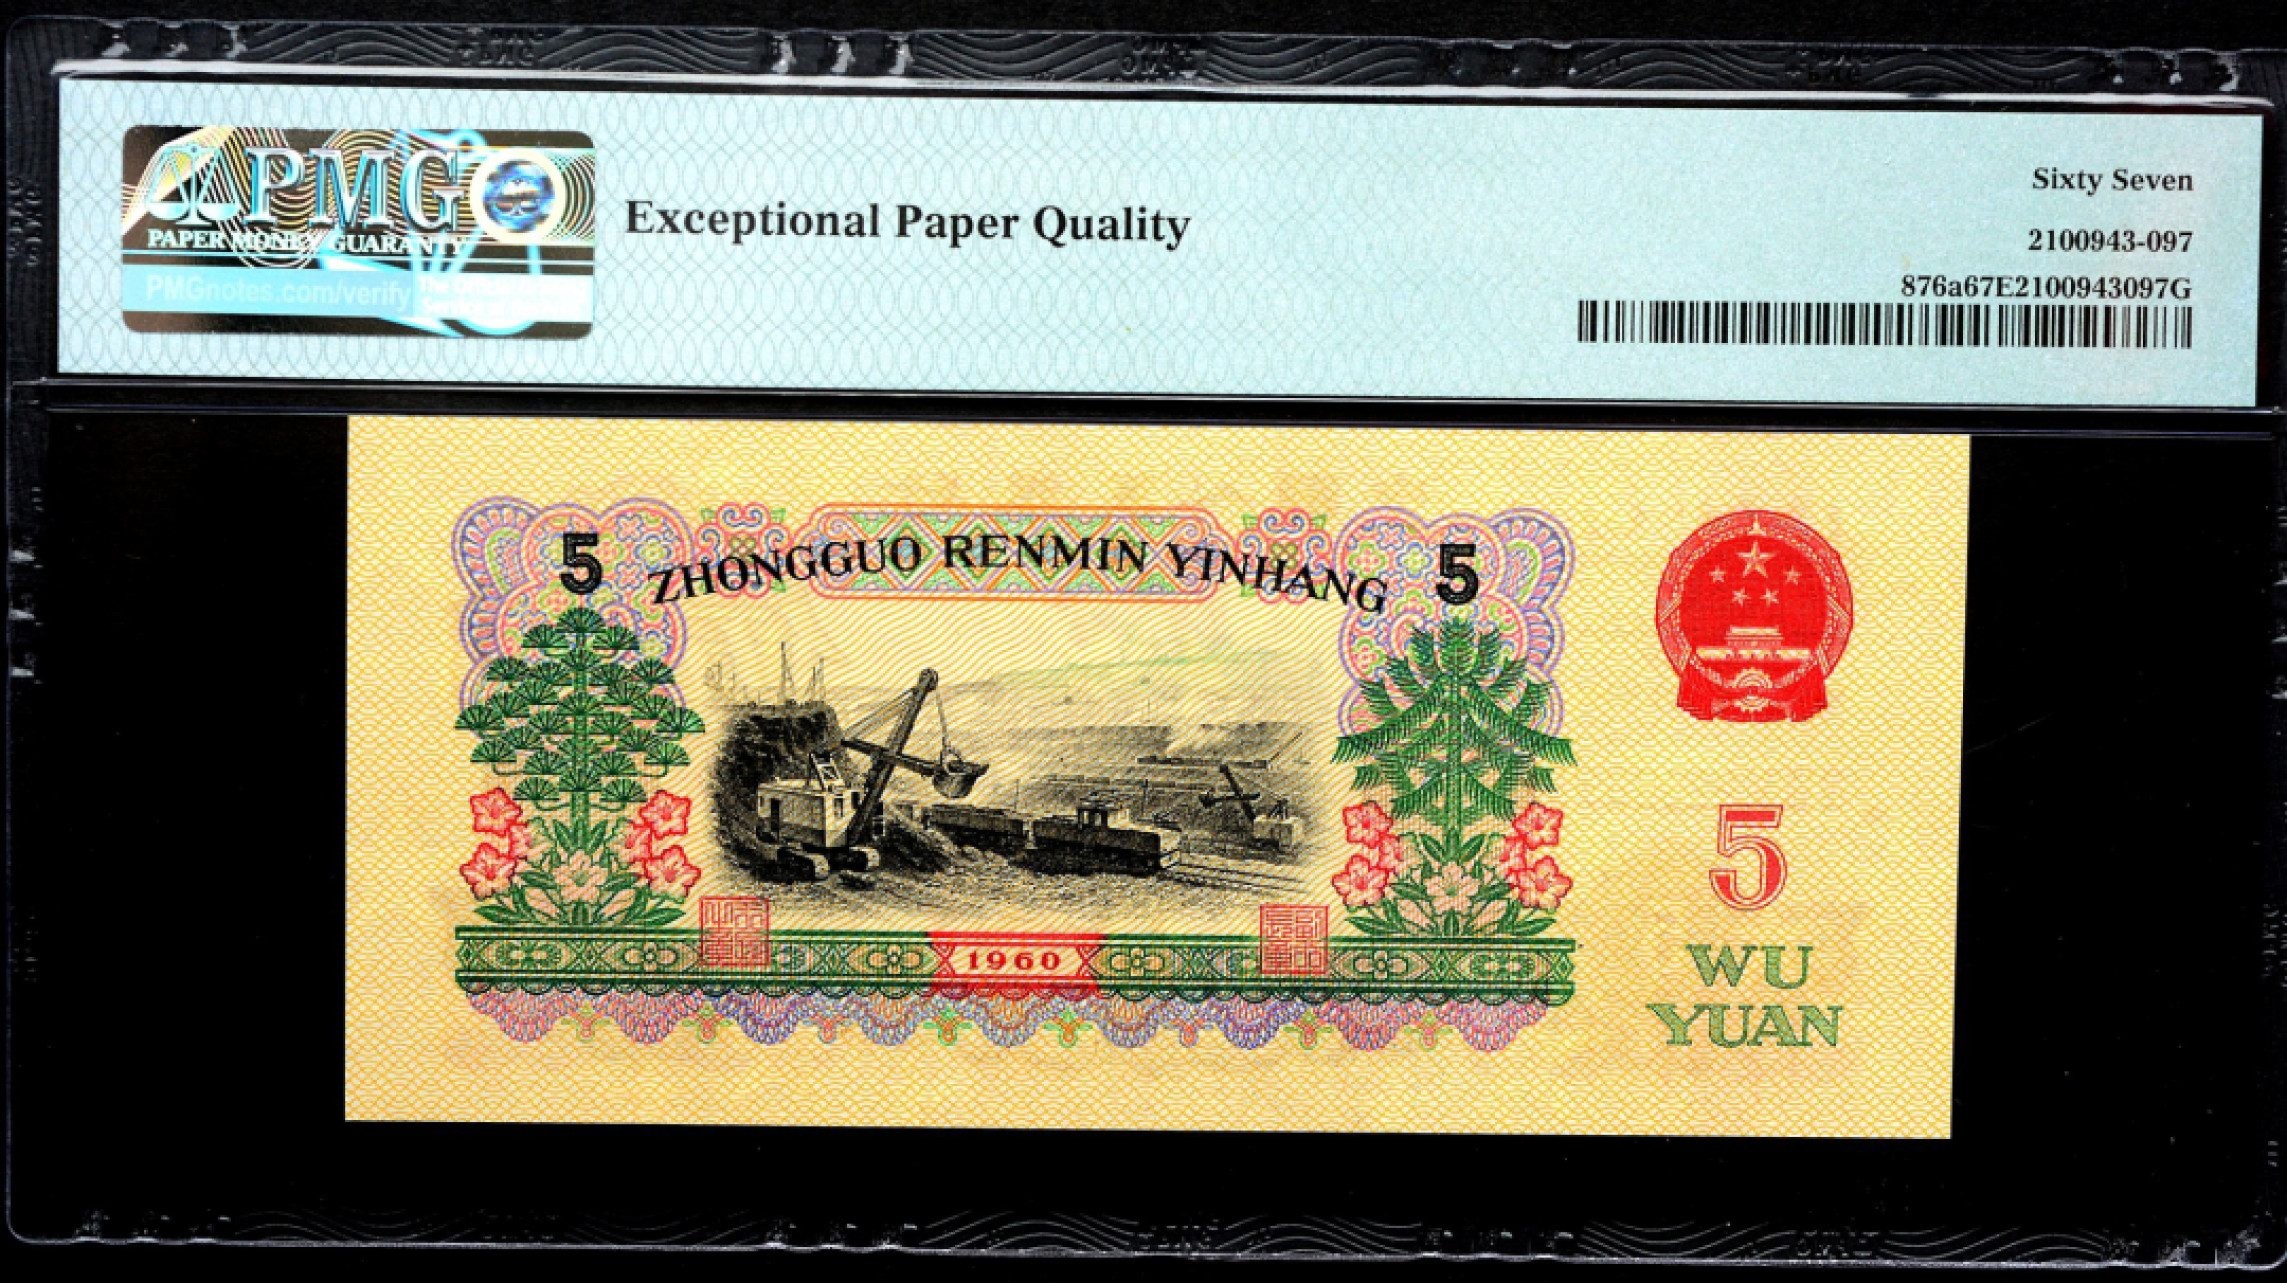 PMG
PAPER MONEY GUARANTY
PMGnotes.com/verify
Exceptional Paper Quality
Sixty Seven
2100943-097
876a67E2100943097G
5 ZHONGGUO RENMIN YINHANG 5
1960
5
WU
YUAN